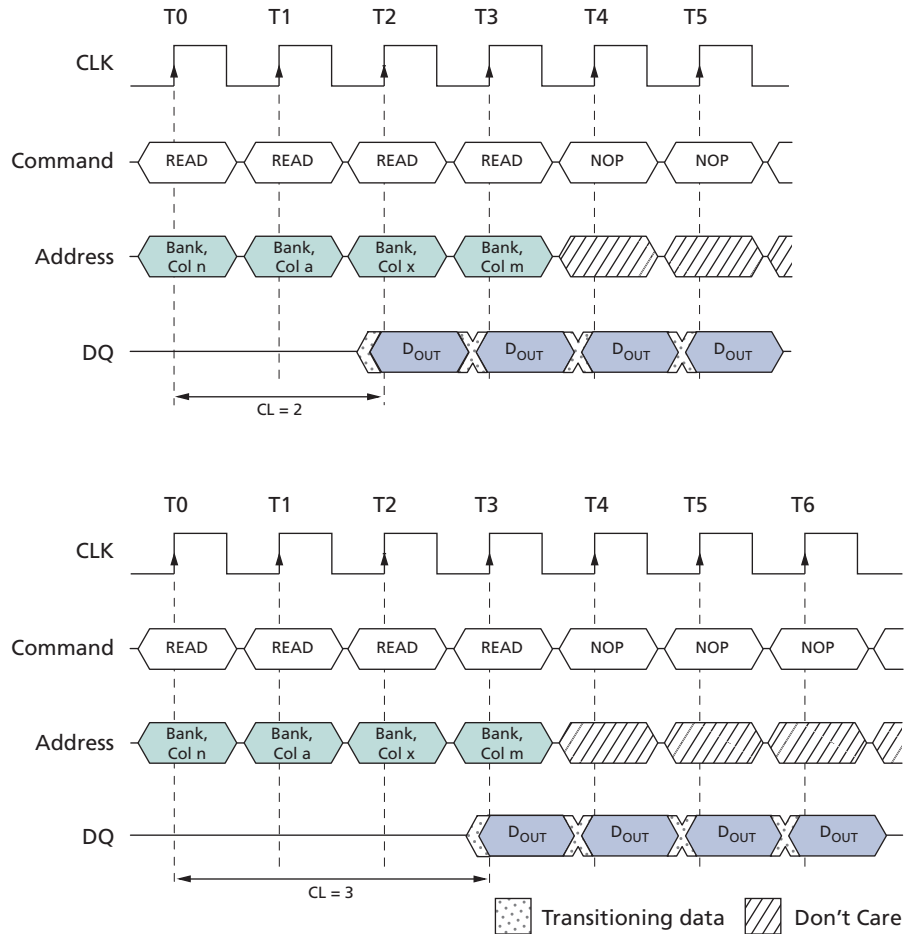 T0 T1 T2 T3 T4 T5
CLK
Command READ READ READ READ NOP NOP
Address Bank, Col n Bank, Col a Bank, Col x Bank, Col m
DQ DOUT DOUT DOUT DOUT
CL = 2
T0 T1 T2 T3 T4 T5 T6
CLK
Command READ READ READ READ NOP NOP NOP
Address Bank, Col n Bank, Col a Bank, Col x Bank, Col m
DQ DOUT DOUT DOUT DOUT
CL = 3
Transitioning data Don't Care